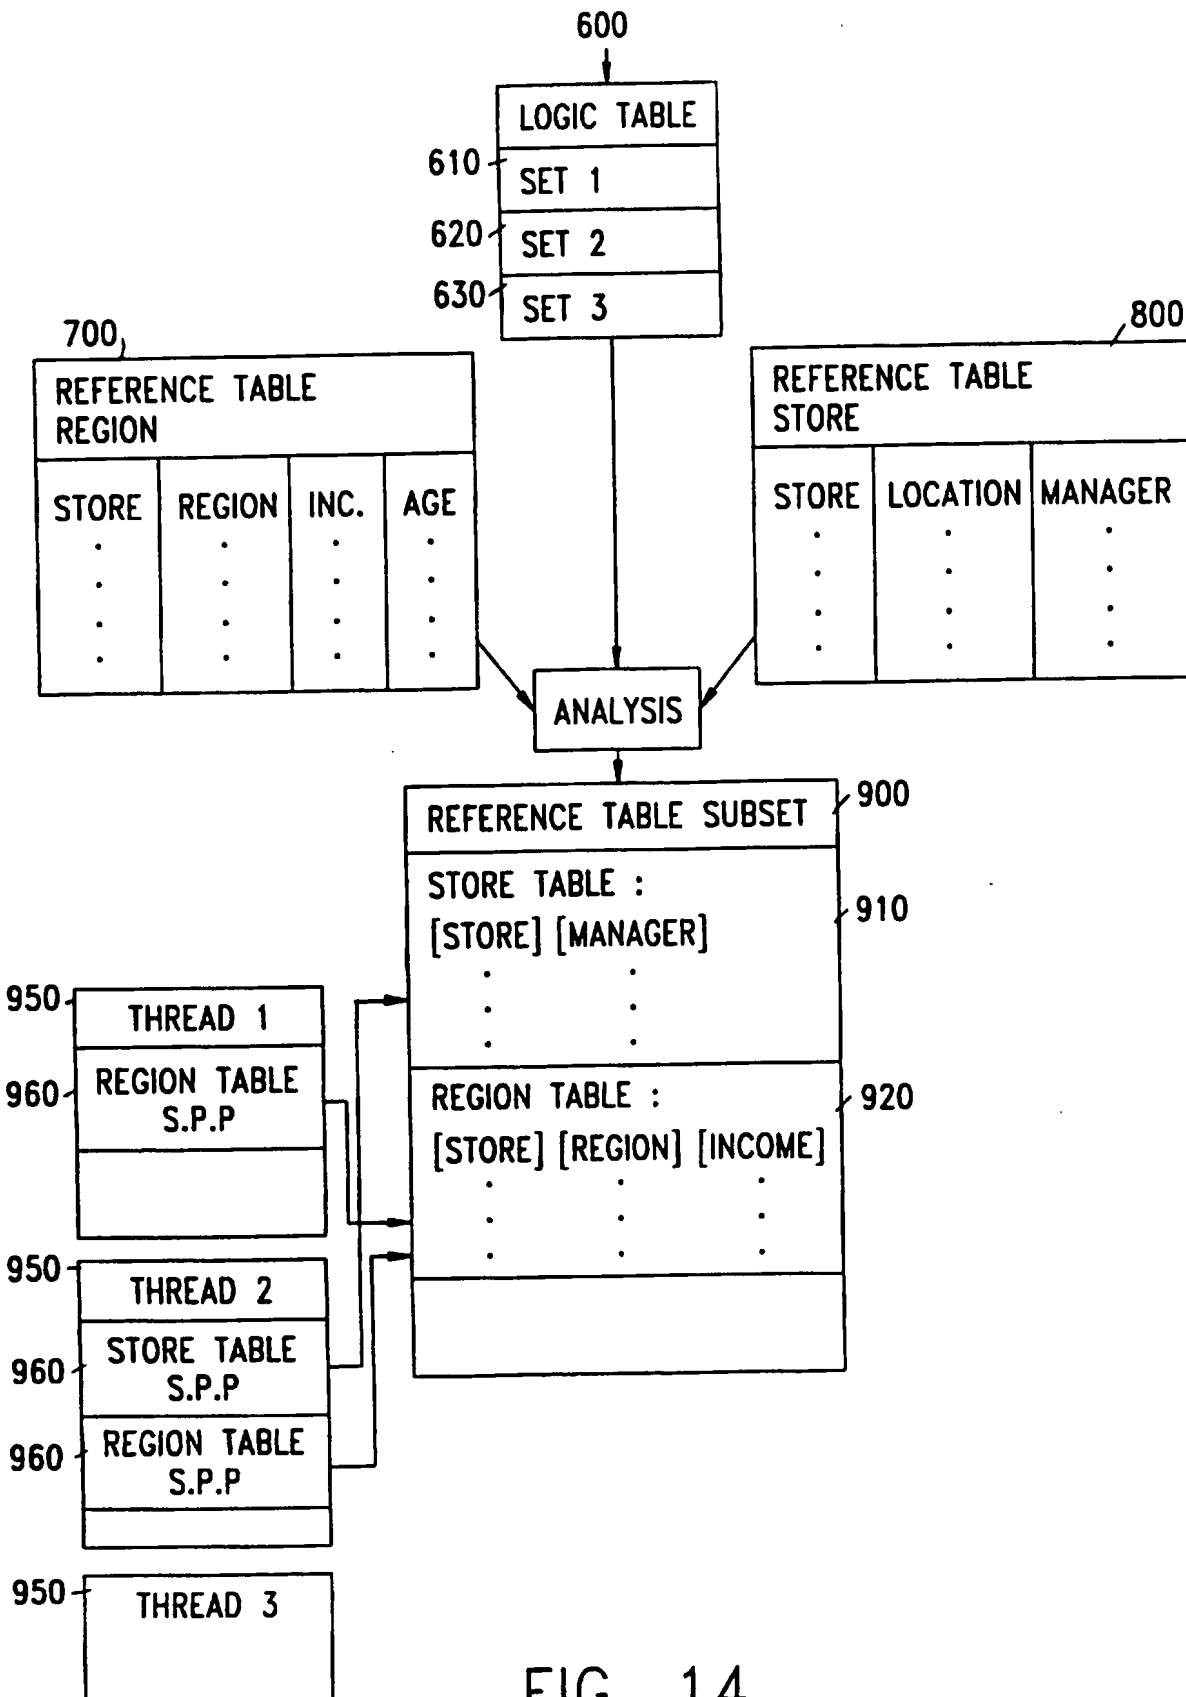 600
LOGIC TABLE
610
SET 1
620
SET 2
630
SET 3
700
REFERENCE TABLE
REGION
STORE REGION INC. AGE
800
REFERENCE TABLE
STORE
STORE LOCATION MANAGER
ANALYSIS
900
REFERENCE TABLE SUBSET
910
STORE TABLE :
[STORE] [MANAGER]
920
REGION TABLE :
[STORE] [REGION] [INCOME]
950
THREAD 1
960
REGION TABLE
S.P.P
950
THREAD 2
960
STORE TABLE
S.P.P
960
REGION TABLE
S.P.P
950
THREAD 3
FIG. 14